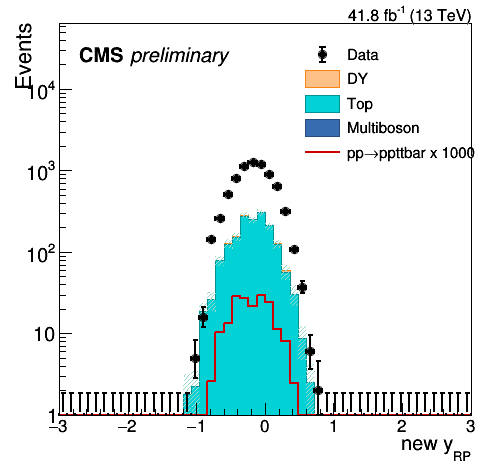 41.8 fb⁻¹ (13 TeV)
Events
CMS preliminary
Data
DY
Top
Multiboson
pp→ppttbar x 1000
10⁴
10³
10²
10
1
−3 −2 −1 0 1 2 3
new y_RP